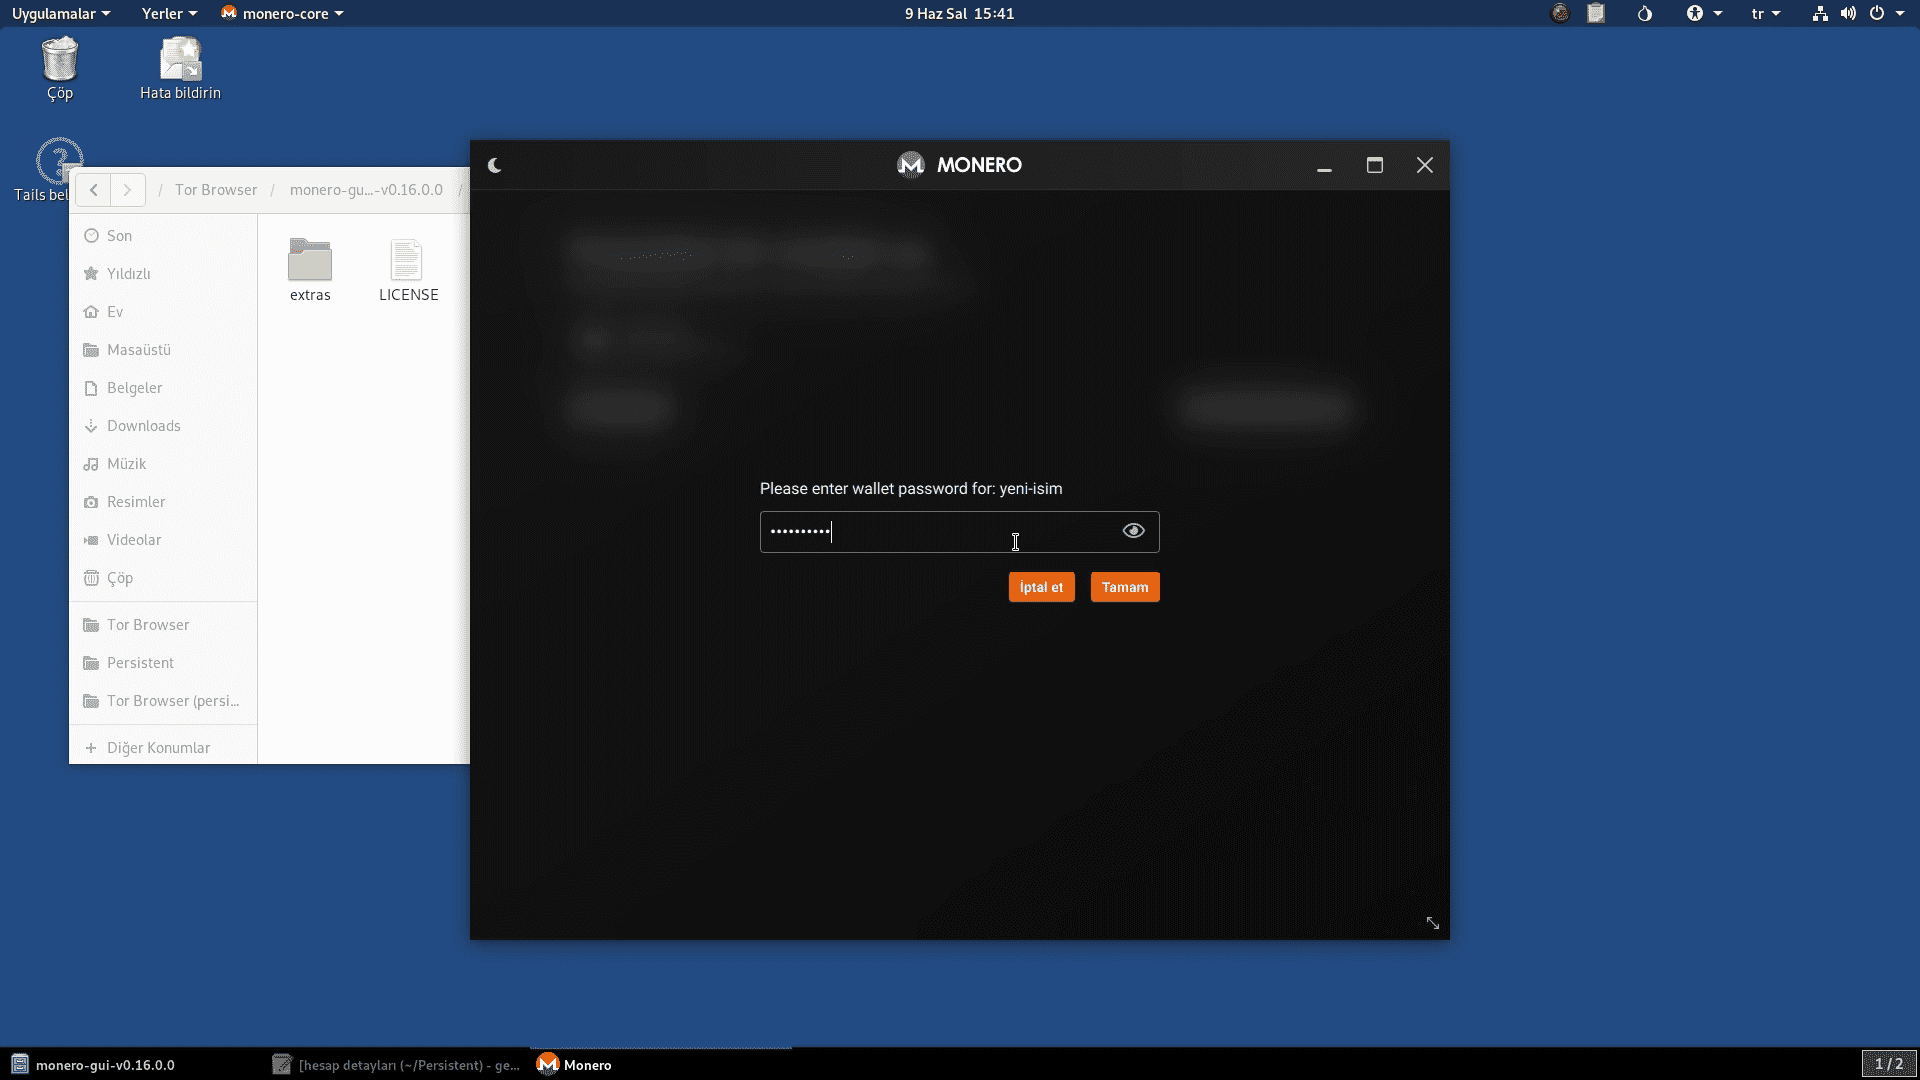 Uygulamalar Yerler monero-core 9 Haz Sal 15:41 tr
Çöp
Hata bildirin
Tails bel
/ Tor Browser / monero-gu...-v0.16.0.0 /
Son
Yıldızlı
Ev
Masaüstü
Belgeler
Downloads
Müzik
Resimler
Videolar
Çöp
Tor Browser
Persistent
Tor Browser (persi...
+ Diğer Konumlar
extras
LICENSE
MONERO
Please enter wallet password for: yeni-isim
••••••••••
İptal et
Tamam
monero-gui-v0.16.0.0
[hesap detayları (~/Persistent) - ge...
Monero
1 / 2